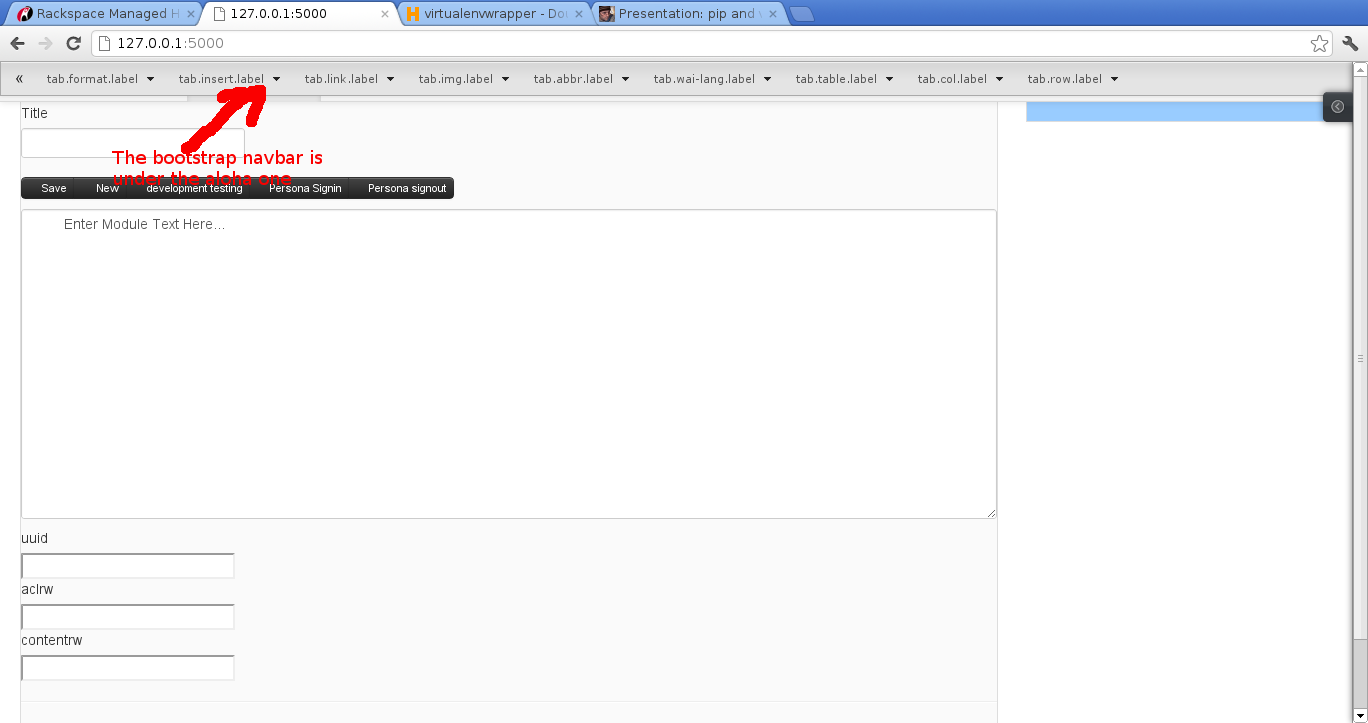 Rackspace Managed H
127.0.0.1:5000
virtualenvwrapper - Dou
Presentation: pip and v
127.0.0.1:5000
« tab.format.label tab.insert.label tab.link.label tab.img.label tab.abbr.label tab.wai-lang.label tab.table.label tab.col.label tab.row.label
Title
The bootstrap navbar is
under the aloha one
Save New development testing Persona Signin Persona signout
Enter Module Text Here...
uuid
aclrw
contentrw